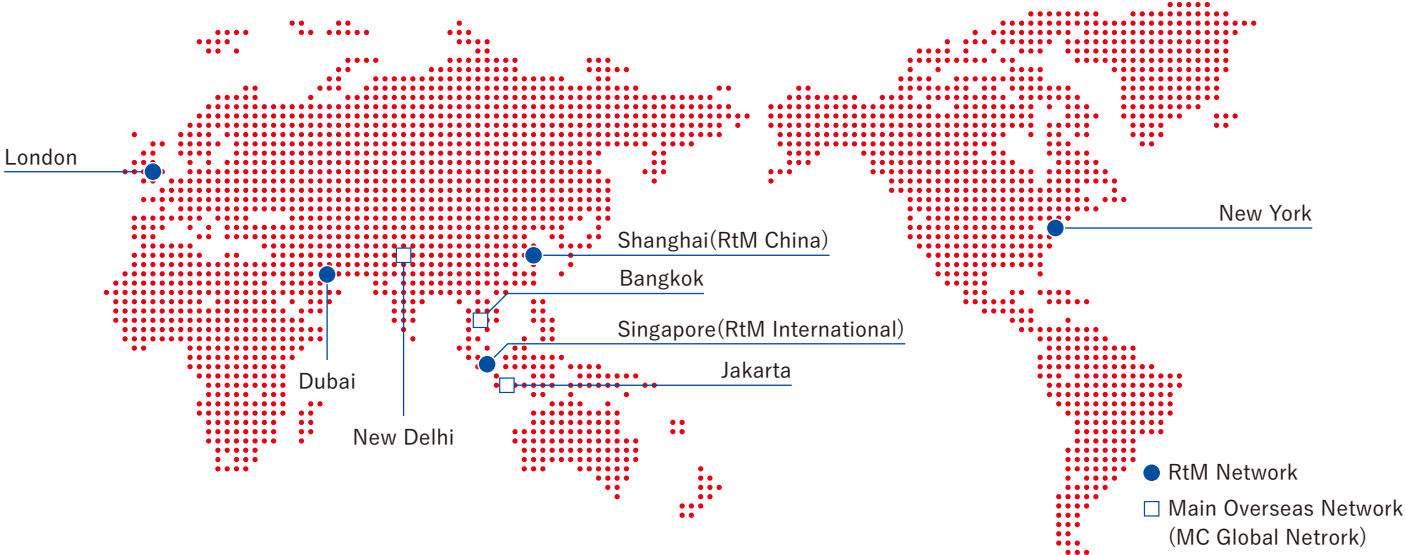 London
New York
Shanghai(RtM China)
Bangkok
Singapore(RtM International)
Jakarta
Dubai
New Delhi
RtM Network
Main Overseas Network
(MC Global Netrork)